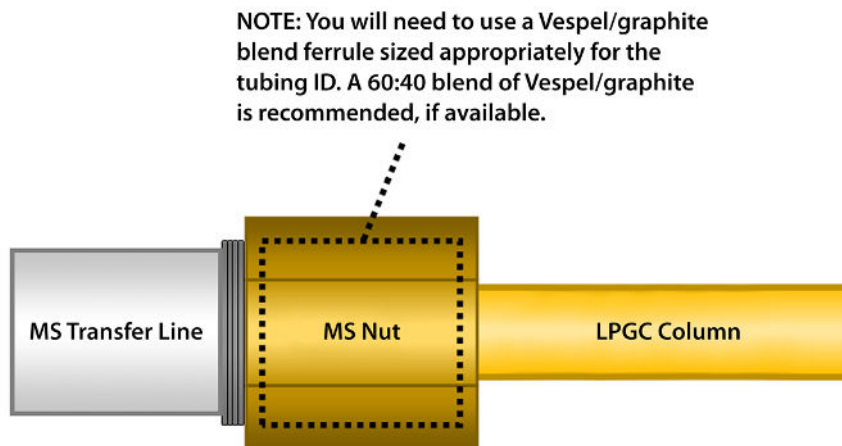 NOTE: You will need to use a Vespel/graphite
blend ferrule sized appropriately for the
tubing ID. A 60:40 blend of Vespel/graphite
is recommended, if available.
MS Transfer Line
MS Nut
LPGC Column